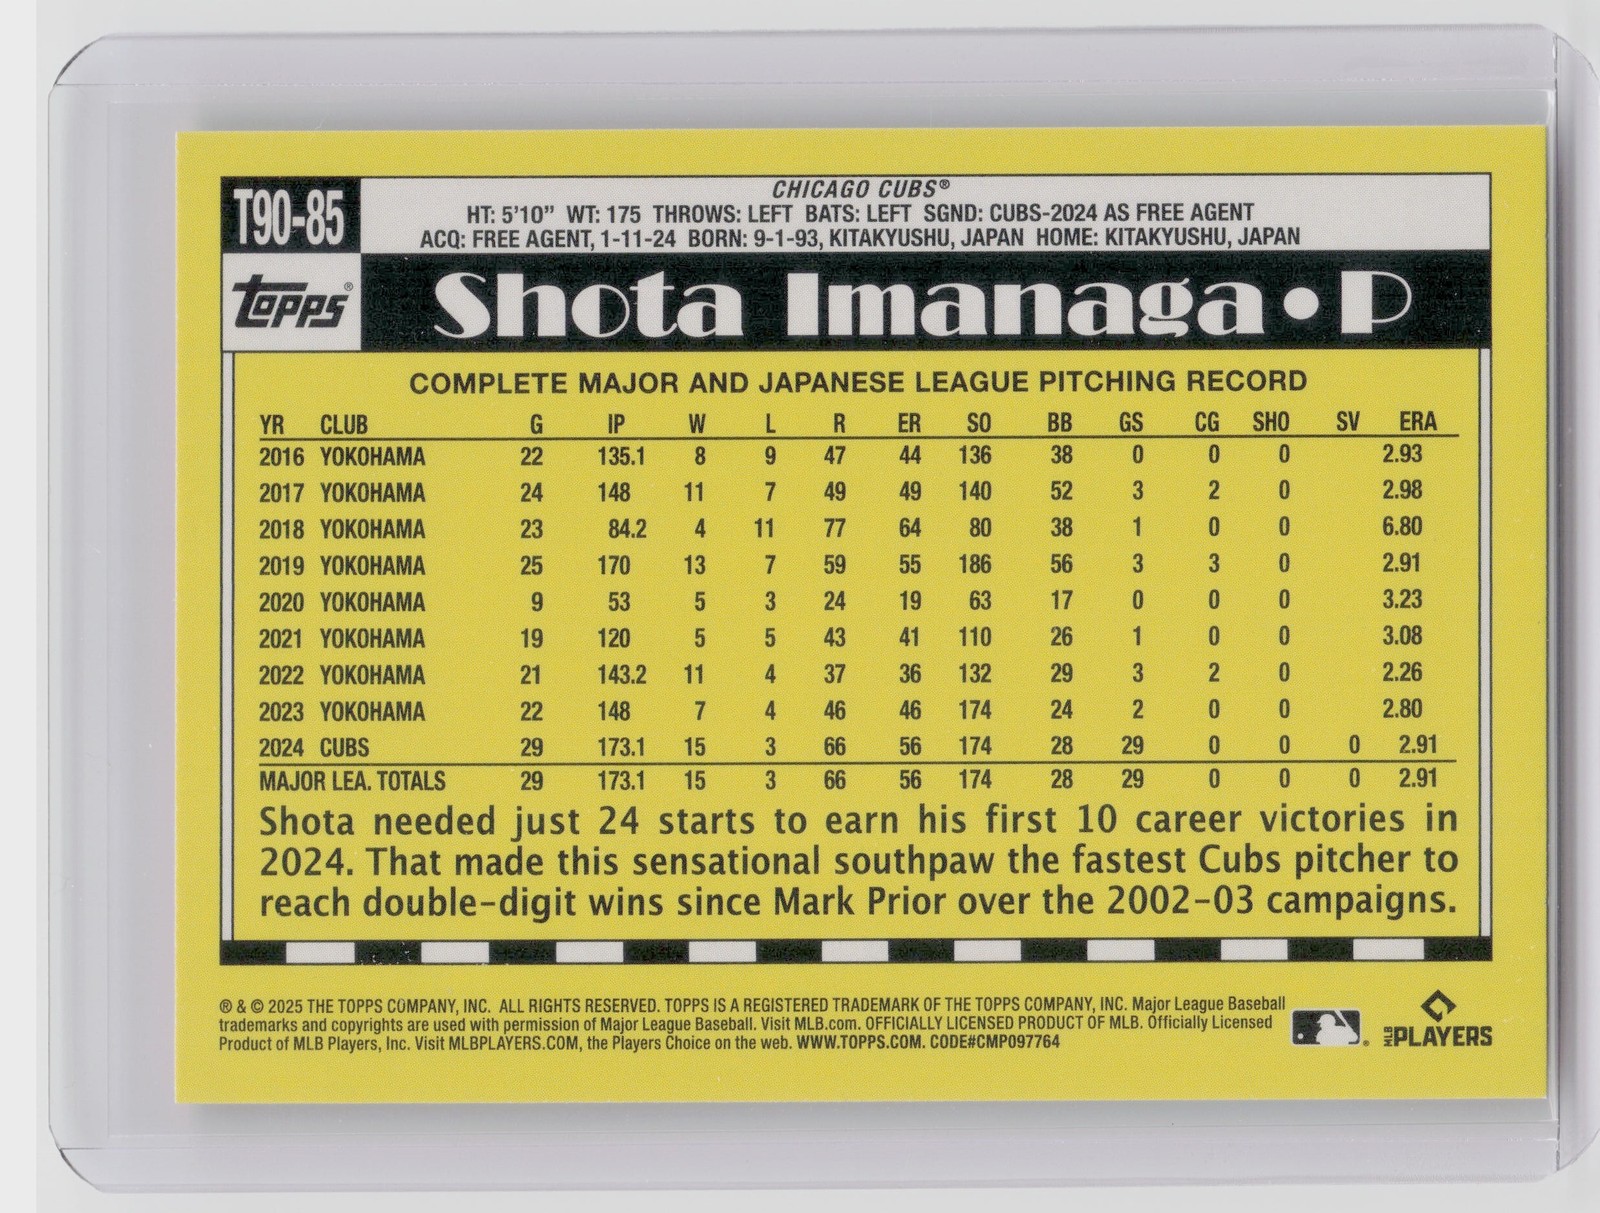 T90-85
CHICAGO CUBS®
HT: 5'10" WT: 175 THROWS: LEFT BATS: LEFT SGND: CUBS-2024 AS FREE AGENT
ACQ: FREE AGENT, 1-11-24 BORN: 9-1-93, KITAKYUSHU, JAPAN HOME: KITAKYUSHU, JAPAN
topps®
Shota Imanaga • P
COMPLETE MAJOR AND JAPANESE LEAGUE PITCHING RECORD
YR CLUB G IP W L R ER SO BB GS CG SHO SV ERA
2016 YOKOHAMA 22 135.1 8 9 47 44 136 38 0 0 0 2.93
2017 YOKOHAMA 24 148 11 7 49 49 140 52 3 2 0 2.98
2018 YOKOHAMA 23 84.2 4 11 77 64 80 38 1 0 0 6.80
2019 YOKOHAMA 25 170 13 7 59 55 186 56 3 3 0 2.91
2020 YOKOHAMA 9 53 5 3 24 19 63 17 0 0 0 3.23
2021 YOKOHAMA 19 120 5 5 43 41 110 26 1 0 0 3.08
2022 YOKOHAMA 21 143.2 11 4 37 36 132 29 3 2 0 2.26
2023 YOKOHAMA 22 148 7 4 46 46 174 24 2 0 0 2.80
2024 CUBS 29 173.1 15 3 66 56 174 28 29 0 0 0 2.91
MAJOR LEA. TOTALS 29 173.1 15 3 66 56 174 28 29 0 0 0 2.91
Shota needed just 24 starts to earn his first 10 career victories in
2024. That made this sensational southpaw the fastest Cubs pitcher to
reach double-digit wins since Mark Prior over the 2002-03 campaigns.
® & © 2025 THE TOPPS COMPANY, INC. ALL RIGHTS RESERVED. TOPPS IS A REGISTERED TRADEMARK OF THE TOPPS COMPANY, INC. Major League Baseball
trademarks and copyrights are used with permission of Major League Baseball. Visit MLB.com. OFFICIALLY LICENSED PRODUCT OF MLB. Officially Licensed
Product of MLB Players, Inc. Visit MLBPLAYERS.COM, the Players Choice on the web. WWW.TOPPS.COM. CODE#CMP097764
MLB PLAYERS